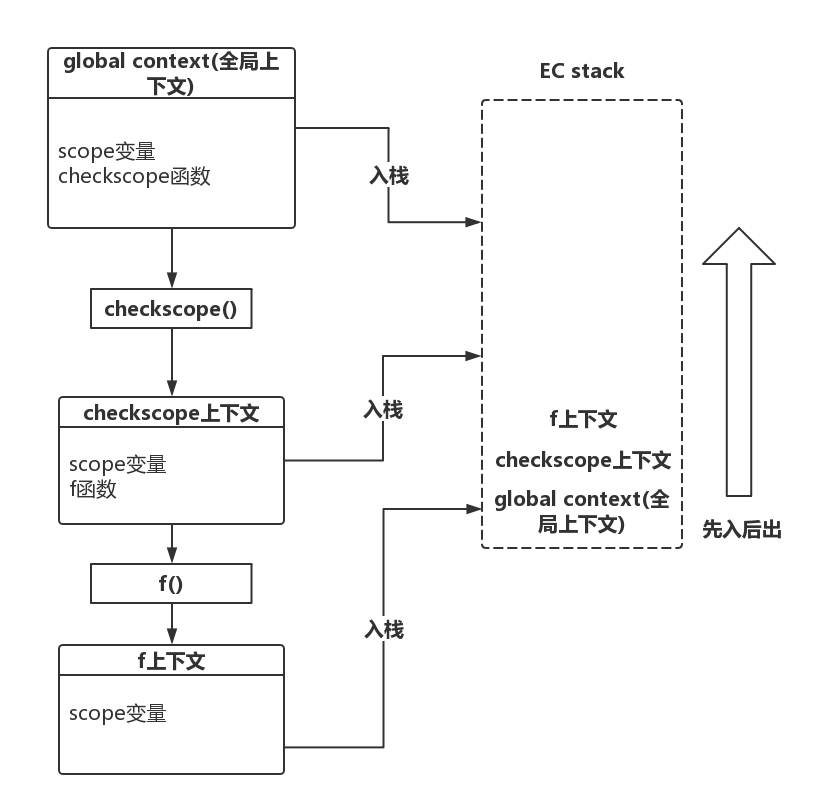 global context(全局上
下文)
scope变量
checkscope函数
入栈
checkscope()
checkscope上下文
scope变量
f函数
入栈
f()
f上下文
scope变量
入栈
EC stack
f上下文
checkscope上下文
global context(全
局上下文)
先入后出